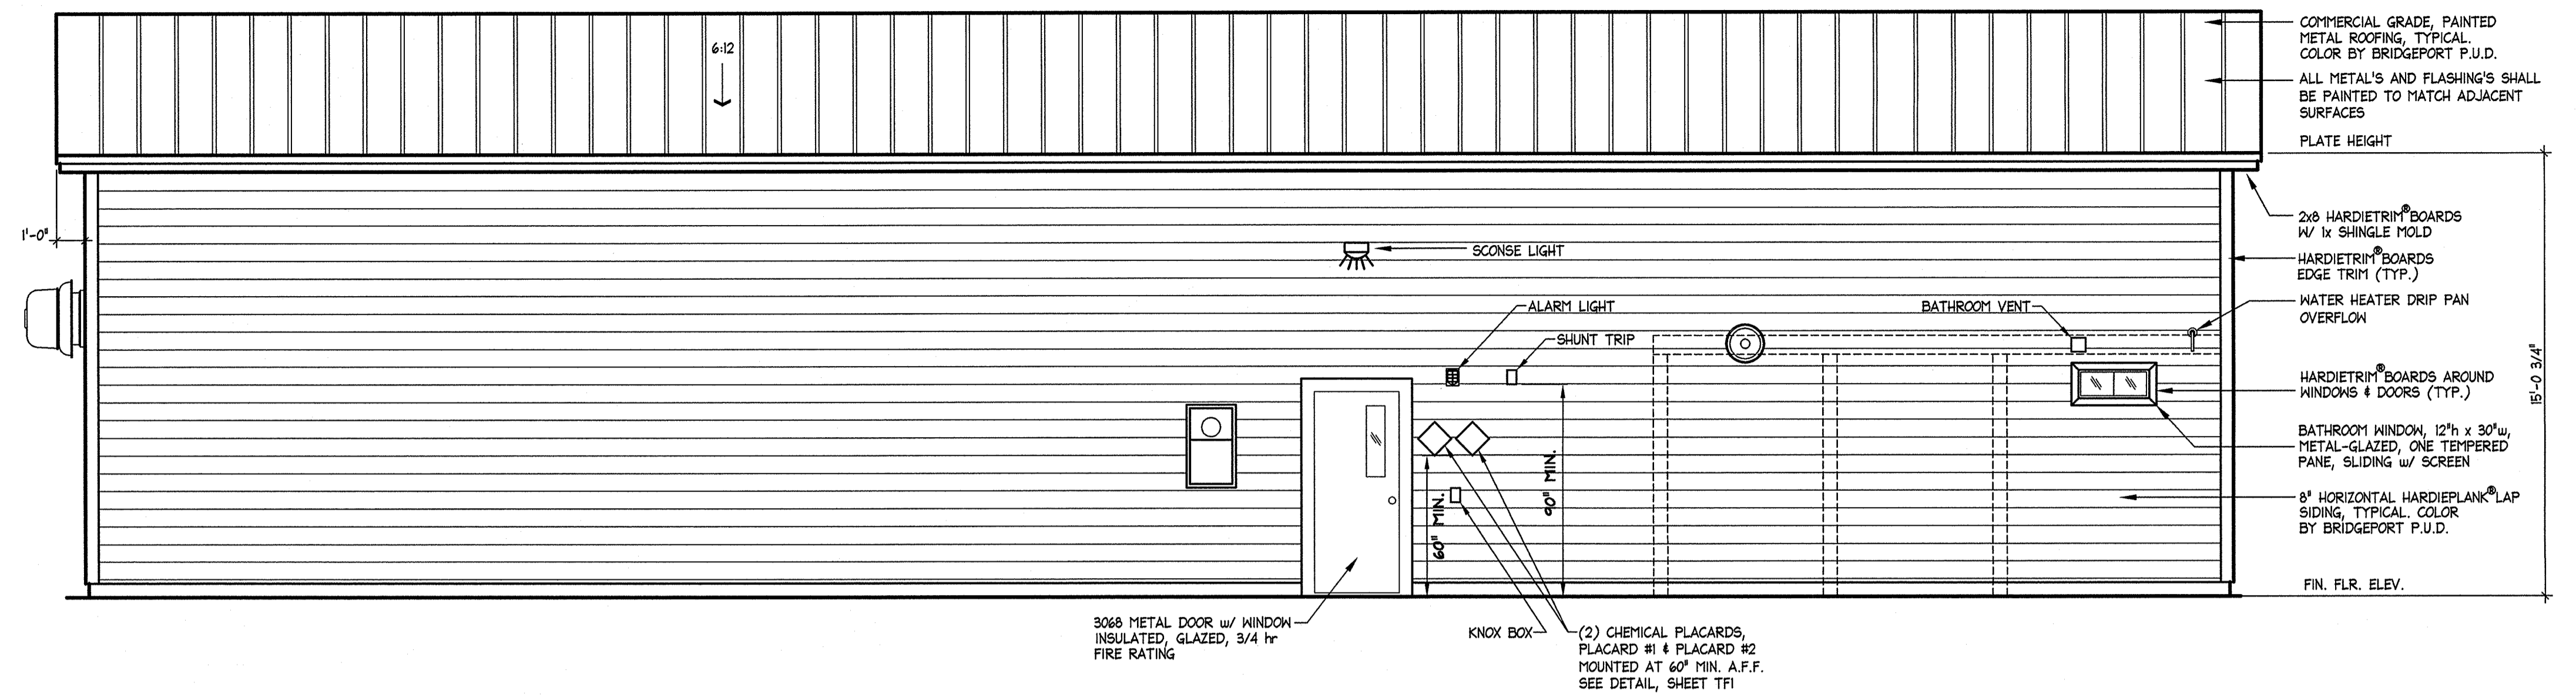 COMMERCIAL GRADE, PAINTED
METAL ROOFING, TYPICAL.
COLOR BY BRIDGEPORT P.U.D.
6:12
ALL METAL'S AND FLASHING'S SHALL
BE PAINTED TO MATCH ADJACENT
SURFACES
PLATE HEIGHT
1'-0"
2x8 HARDIETRIM® BOARDS
W/ 1x SHINGLE MOLD
SCONSE LIGHT
HARDIETRIM® BOARDS
EDGE TRIM (TYP.)
ALARM LIGHT
BATHROOM VENT
WATER HEATER DRIP PAN
OVERFLOW
SHUNT TRIP
15'-0 3/4"
HARDIETRIM® BOARDS AROUND
WINDOWS & DOORS (TYP.)
BATHROOM WINDOW, 12"h x 30"w,
METAL-GLAZED, ONE TEMPERED
PANE, SLIDING w/ SCREEN
60" MIN.
90" MIN.
8" HORIZONTAL HARDIEPLANK® LAP
SIDING, TYPICAL. COLOR
BY BRIDGEPORT P.U.D.
FIN. FLR. ELEV.
3068 METAL DOOR w/ WINDOW
INSULATED, GLAZED, 3/4 hr
FIRE RATING
KNOX BOX
(2) CHEMICAL PLACARDS,
PLACARD #1 & PLACARD #2
MOUNTED AT 60" MIN. A.F.F.
SEE DETAIL, SHEET TF1